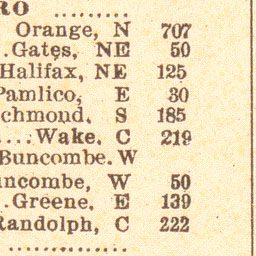 RO ..........
Orange, N 707
..Gates, NE 50
Halifax, NE 125
Pamlico, E 30
chmond, S 185
....Wake, C 219
Buncombe, W
ncombe, W 50
..Greene, E 139
Randolph, C 222
................